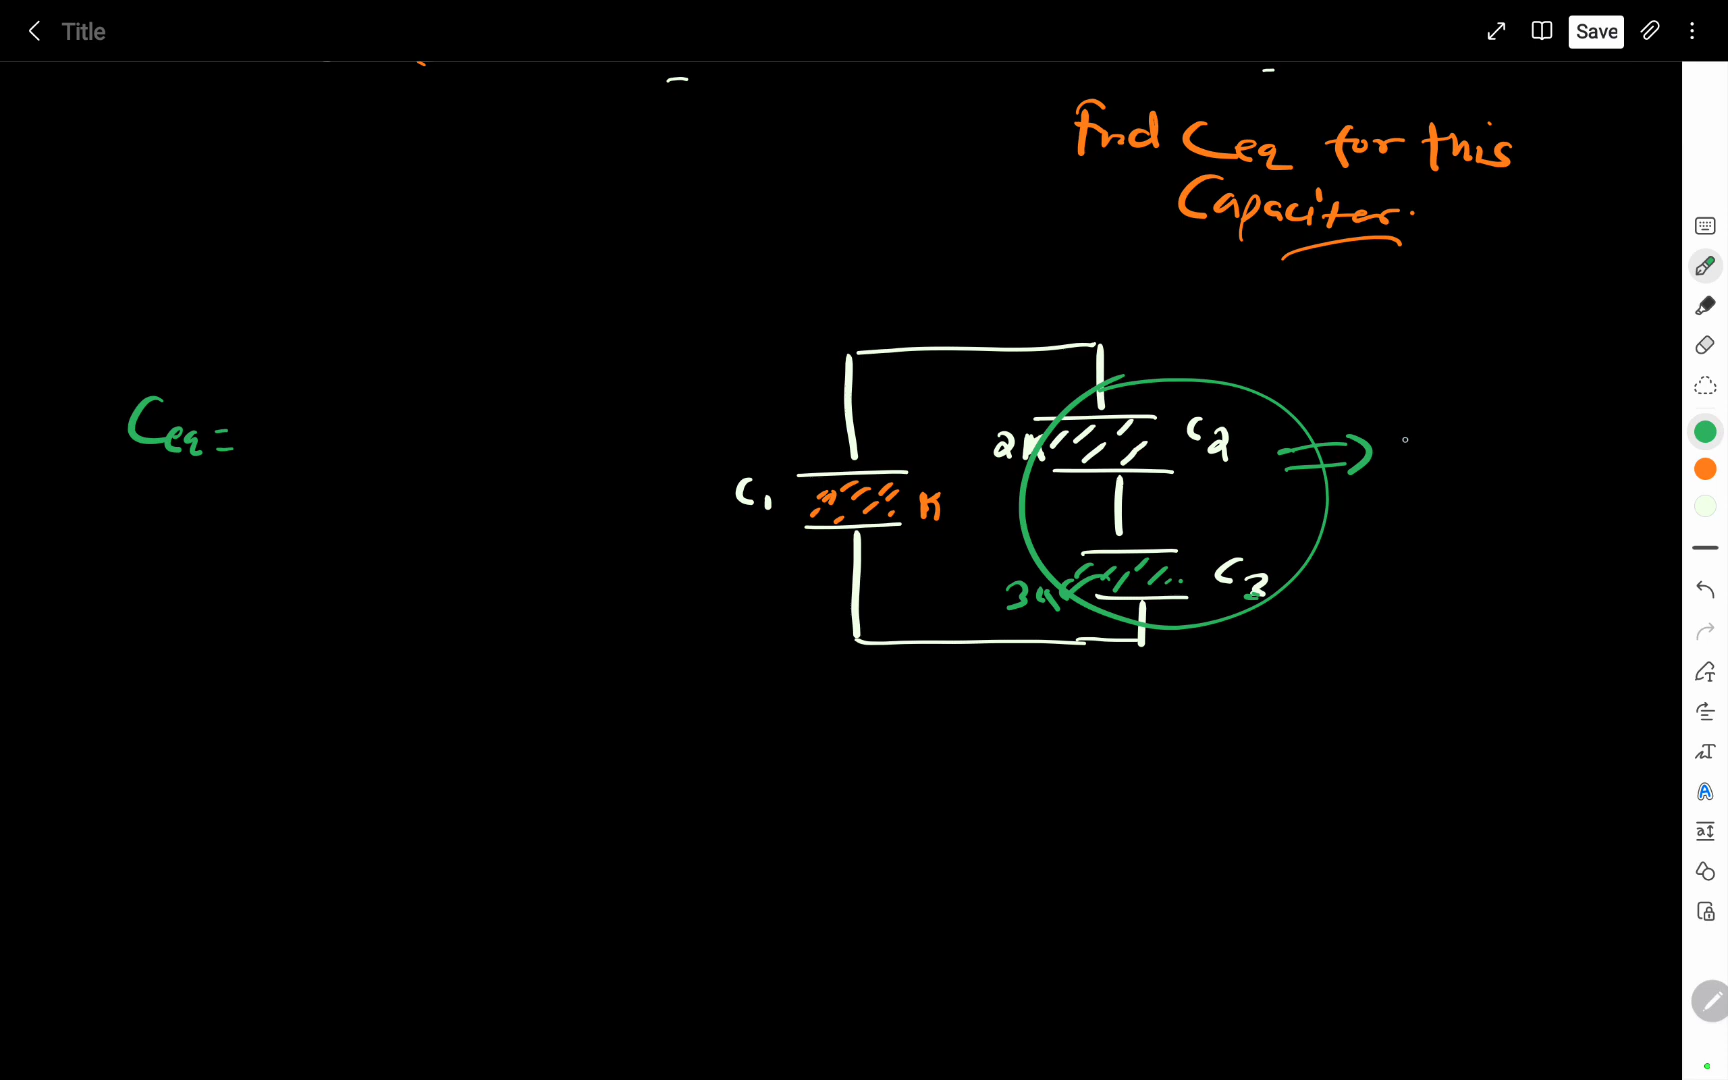 Title
Save
Find Ceq for this
Capacitor.
Ceq =
2K
C2
C1
K
3K
C3